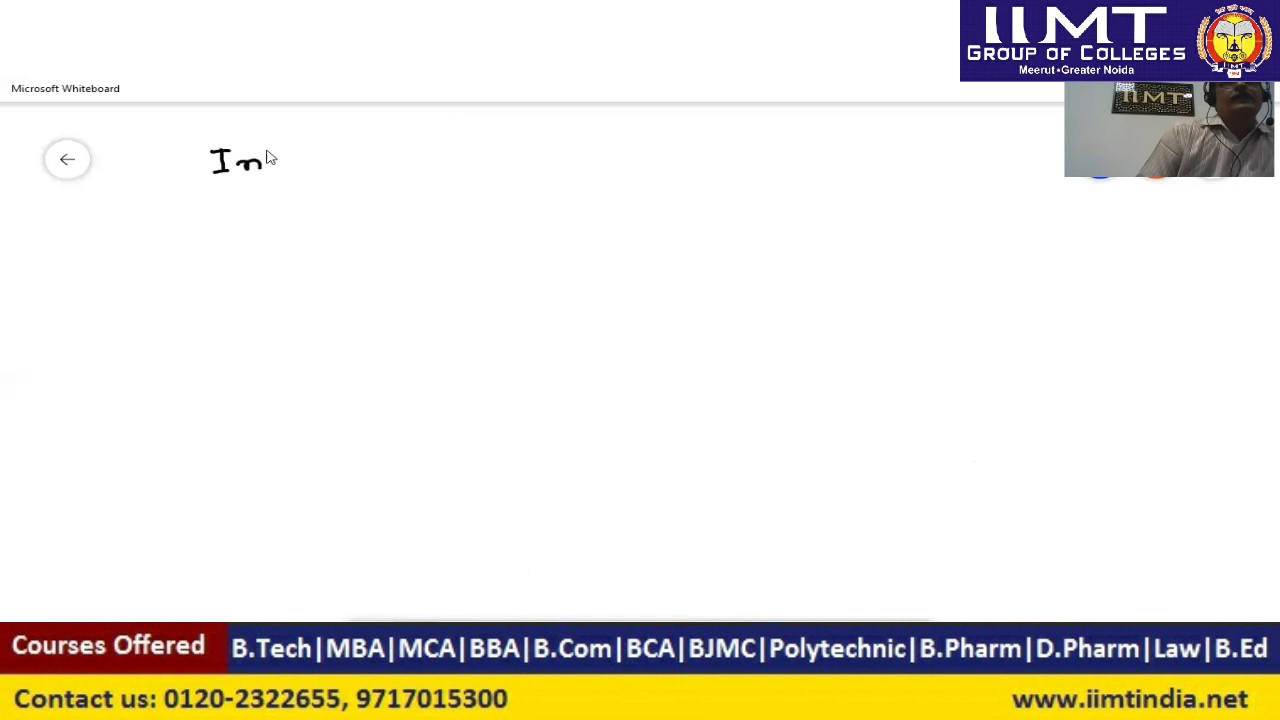 IIMT
GROUP OF COLLEGES
Meerut•Greater Noida
Microsoft Whiteboard
IIMT
In
Courses Offered B.Tech|MBA|MCA|BBA|B.Com|BCA|BJMC|Polytechnic|B.Pharm|D.Pharm|Law|B.Ed
Contact us: 0120-2322655, 9717015300 www.iimtindia.net